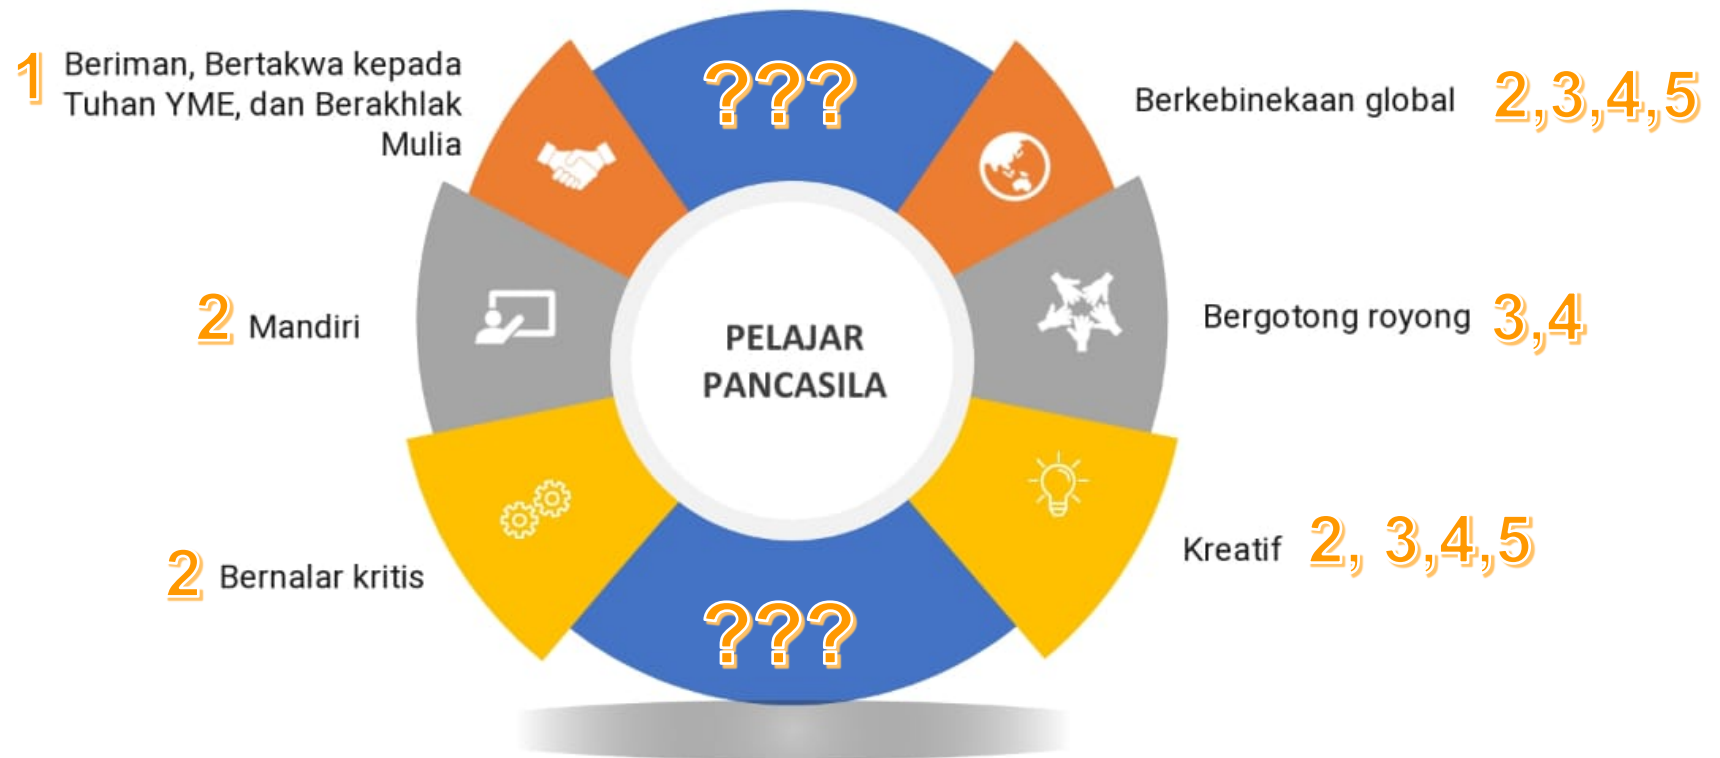 1 Beriman, Bertakwa kepada
Tuhan YME, dan Berakhlak
Mulia
???
Berkebinekaan global 2,3,4,5
2 Mandiri
PELAJAR
PANCASILA
Bergotong royong 3,4
2 Bernalar kritis
Kreatif 2, 3,4,5
???